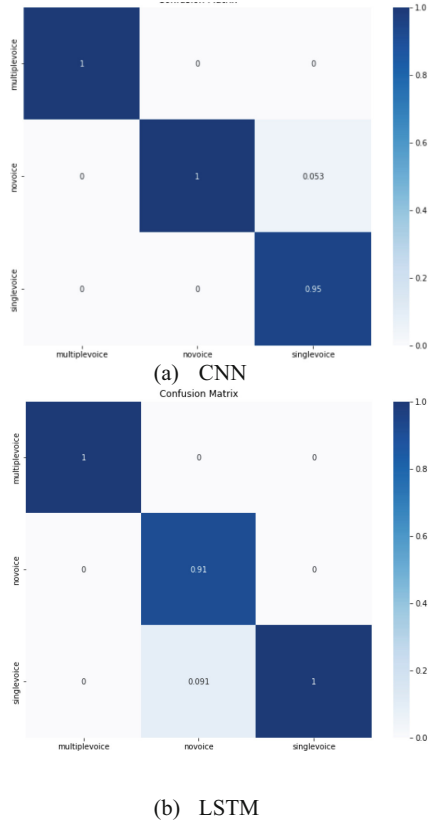 Confusion Matrix
1.0
multiplevoice 1 0 0
0.8
0.6
novoice 0 1 0.053
0.4
singlevoice 0 0 0.95
0.2
0.0
multiplevoice novoice singlevoice
(a) CNN
Confusion Matrix
1.0
multiplevoice 1 0 0
0.8
0.6
novoice 0 0.91 0
0.4
singlevoice 0 0.091 1
0.2
0.0
multiplevoice novoice singlevoice
(b) LSTM